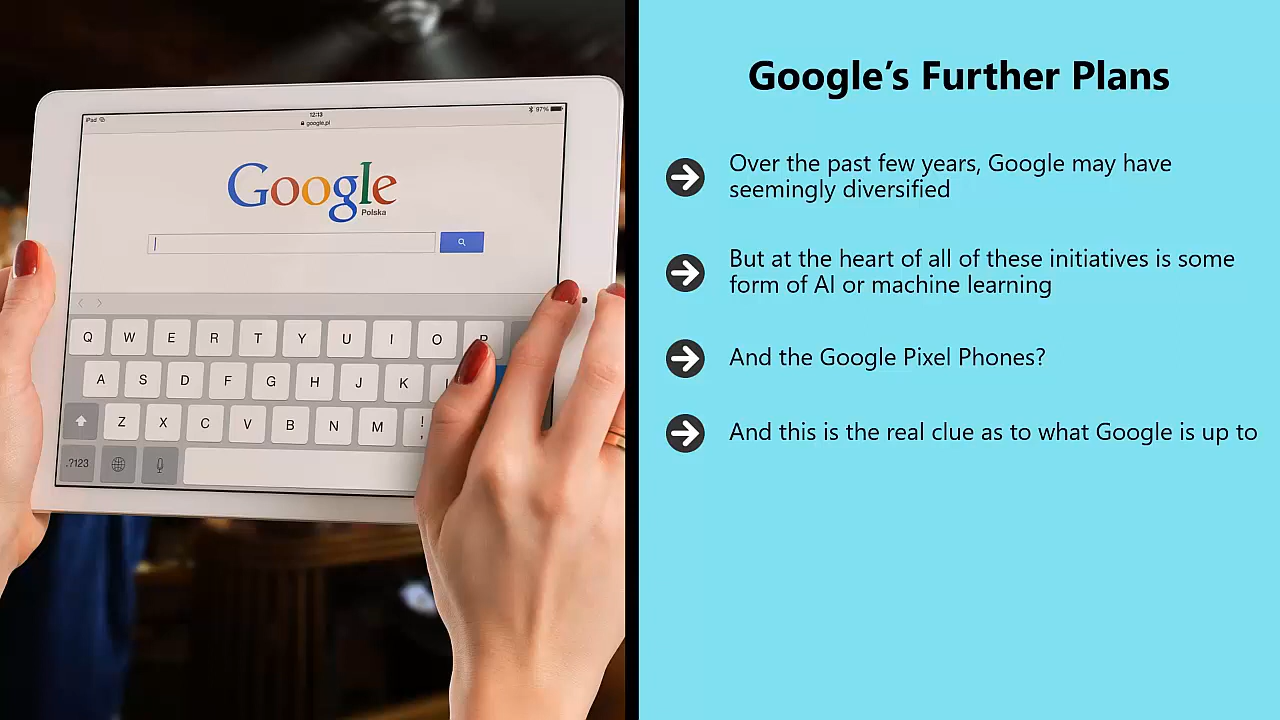 iPad
12:13
97%
google.pl
Google
Polska
Q W E R T Y U I O P
A S D F G H J K
Z X C V B N M !
,
.?123
Google’s Further Plans
Over the past few years, Google may have
seemingly diversified
But at the heart of all of these initiatives is some
form of AI or machine learning
And the Google Pixel Phones?
And this is the real clue as to what Google is up to